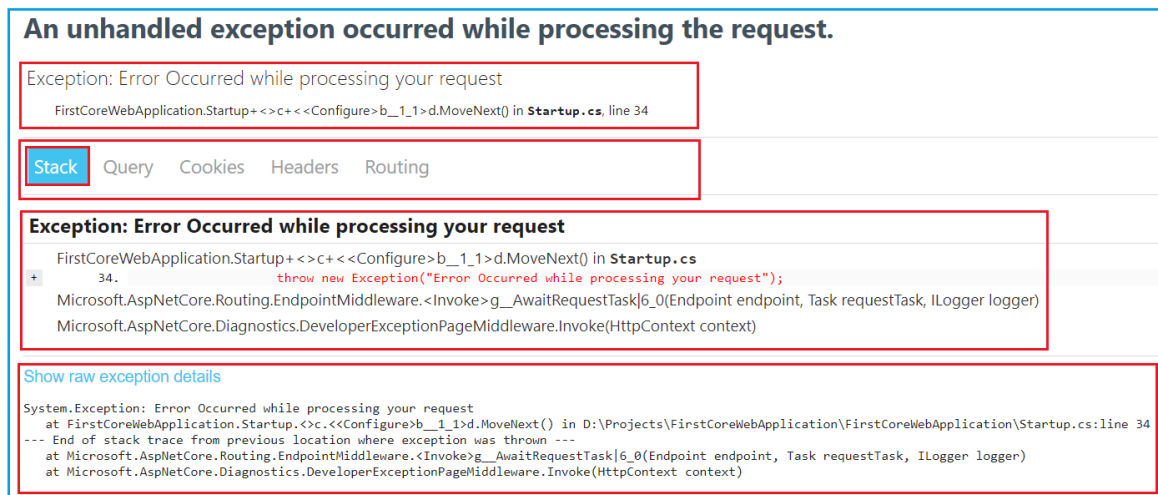 An unhandled exception occurred while processing the request.
Exception: Error Occurred while processing your request
FirstCoreWebApplication.Startup+<>c+<<Configure>b__1_1>d.MoveNext() in Startup.cs, line 34
Stack Query Cookies Headers Routing
Exception: Error Occurred while processing your request
FirstCoreWebApplication.Startup+<>c+<<Configure>b__1_1>d.MoveNext() in Startup.cs
+ 34. throw new Exception("Error Occurred while processing your request");
Microsoft.AspNetCore.Routing.EndpointMiddleware.<Invoke>g__AwaitRequestTask|6_0(Endpoint endpoint, Task requestTask, ILogger logger)
Microsoft.AspNetCore.Diagnostics.DeveloperExceptionPageMiddleware.Invoke(HttpContext context)
Show raw exception details
System.Exception: Error Occurred while processing your request
at FirstCoreWebApplication.Startup.<>c.<<Configure>b__1_1>d.MoveNext() in D:\Projects\FirstCoreWebApplication\FirstCoreWebApplication\Startup.cs:line 34
--- End of stack trace from previous location where exception was thrown ---
at Microsoft.AspNetCore.Routing.EndpointMiddleware.<Invoke>g__AwaitRequestTask|6_0(Endpoint endpoint, Task requestTask, ILogger logger)
at Microsoft.AspNetCore.Diagnostics.DeveloperExceptionPageMiddleware.Invoke(HttpContext context)